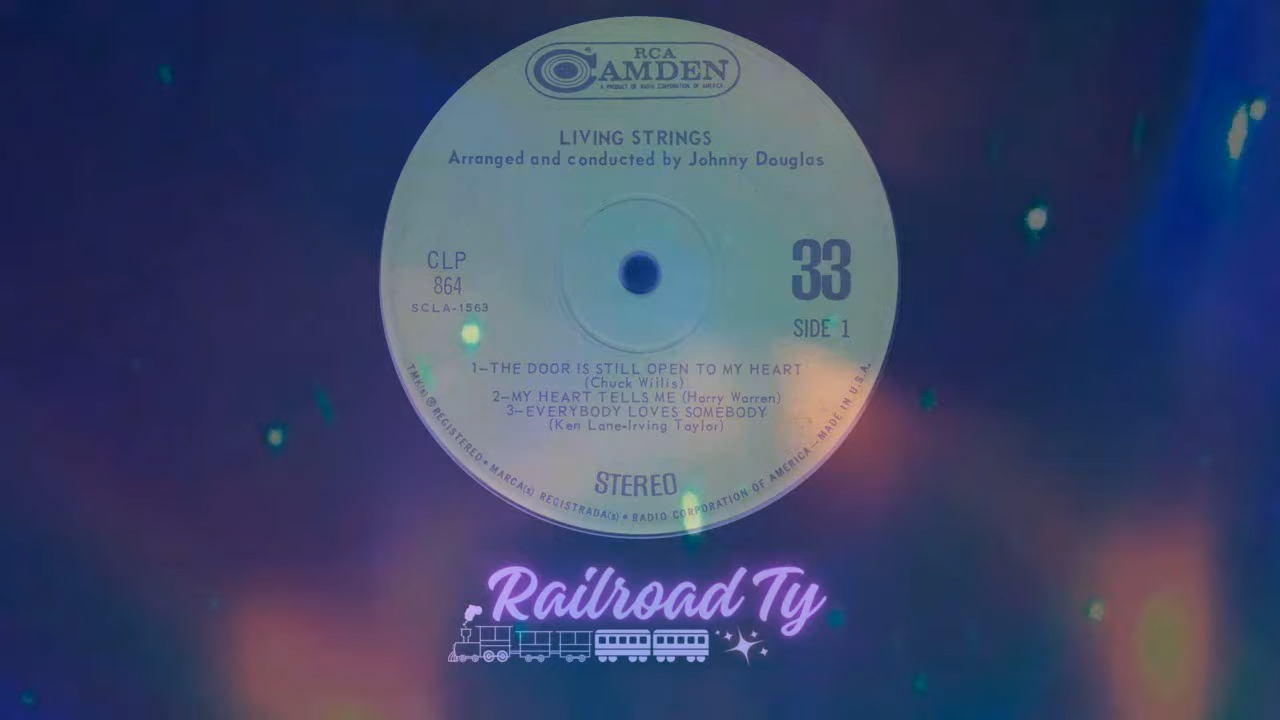 RCA
CAMDEN
A PRODUCT OF RADIO CORPORATION OF AMERICA
LIVING STRINGS
Arranged and conducted by Johnny Douglas
CLP
864
SCLA-1563
33
SIDE 1
1-THE DOOR IS STILL OPEN TO MY HEART
(Chuck Willis)
2-MY HEART TELLS ME (Harry Warren)
3-EVERYBODY LOVES SOMEBODY
(Ken Lane-Irving Taylor)
STEREO
TMK(s) ® REGISTERED • MARCA(s) REGISTRADA(s) • RADIO CORPORATION OF AMERICA—MADE IN U.S.A.
Railroad Ty